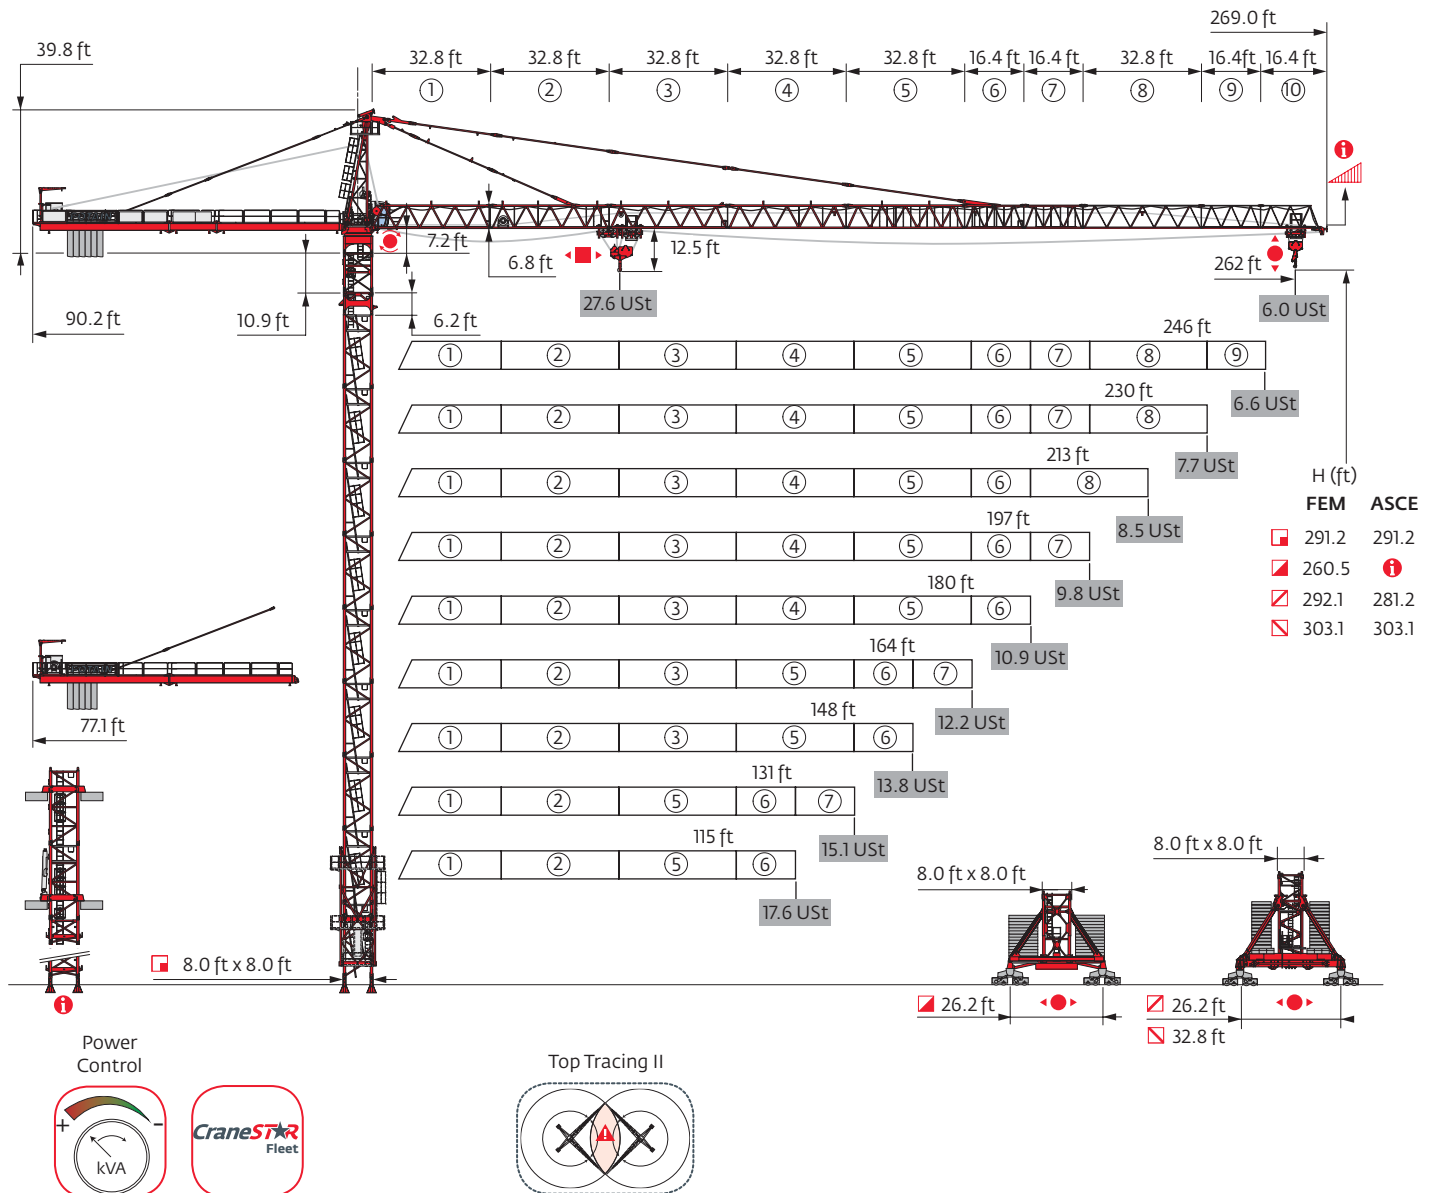 269.0 ft
39.8 ft
32.8 ft 32.8 ft 32.8 ft 32.8 ft 32.8 ft 16.4 ft 16.4 ft 32.8 ft 16.4ft 16.4 ft
1 2 3 4 5 6 7 8 9 10
i
7.2 ft
12.5 ft
6.8 ft
262 ft
27.6 USt
6.0 USt
90.2 ft
10.9 ft
6.2 ft
246 ft
1 2 3 4 5 6 7 8 9
6.6 USt
230 ft
1 2 3 4 5 6 7 8
7.7 USt
213 ft
1 2 3 4 5 6 8
8.5 USt
H (ft)
FEM ASCE
291.2 291.2
260.5 i
292.1 281.2
303.1 303.1
197 ft
1 2 3 4 5 6 7
9.8 USt
180 ft
1 2 3 4 5 6
10.9 USt
164 ft
1 2 3 5 6 7
12.2 USt
77.1 ft
148 ft
1 2 3 5 6
13.8 USt
131 ft
1 2 5 6 7
15.1 USt
115 ft
1 2 5 6
17.6 USt
8.0 ft x 8.0 ft
8.0 ft x 8.0 ft
8.0 ft x 8.0 ft
i
26.2 ft
26.2 ft
32.8 ft
Power
Control
+ −
kVA
CraneSTAR
Fleet
Top Tracing II